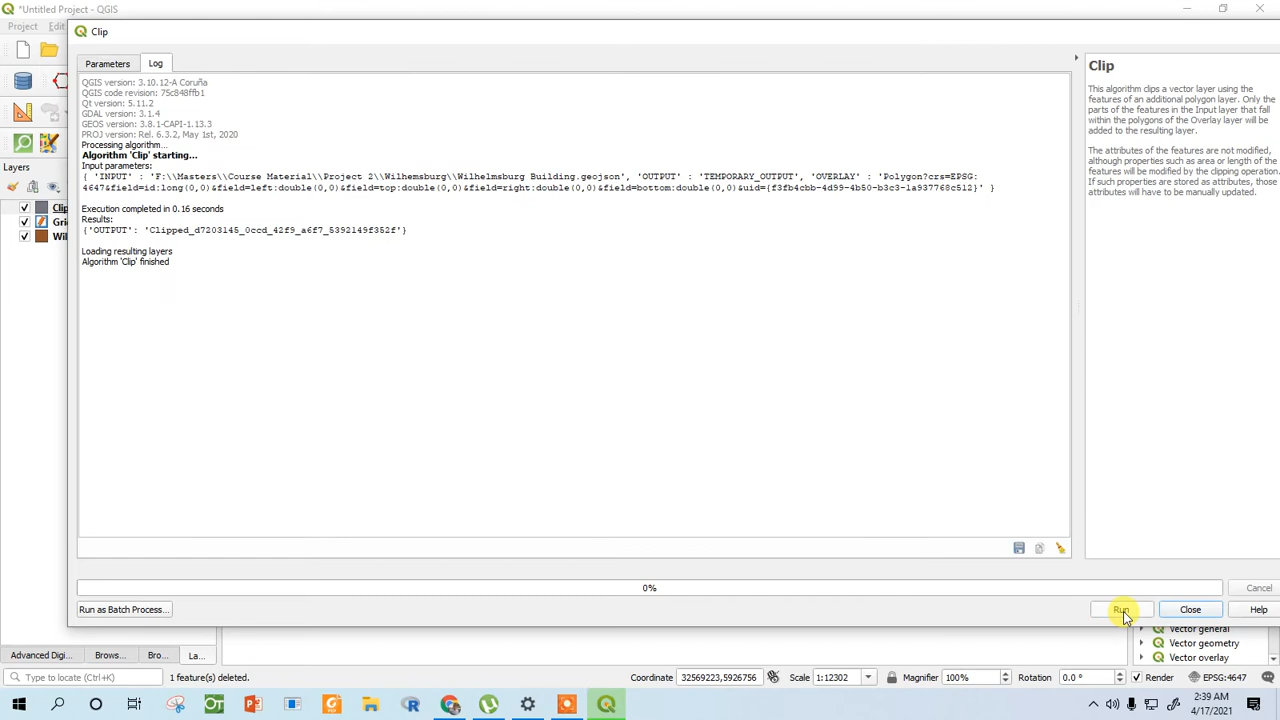 *Untitled Project - QGIS
Project Edit
Clip
Parameters Log
QGIS version: 3.10.12-A Coruña
QGIS code revision: 75c848ffb1
Qt version: 5.11.2
GDAL version: 3.1.4
GEOS version: 3.8.1-CAPI-1.13.3
PROJ version: Rel. 6.3.2, May 1st, 2020
Processing algorithm...
Algorithm 'Clip' starting...
Input parameters:
{ 'INPUT' : 'F:\\Masters\\Course Material\\Project 2\\Wilhemsburg\\Wilhelmsburg Building.geojson', 'OUTPUT' : 'TEMPORARY_OUTPUT', 'OVERLAY' : 'Polygon?crs=EPSG:
4647&field=id:long(0,0)&field=left:double(0,0)&field=top:double(0,0)&field=right:double(0,0)&field=bottom:double(0,0)&uid={f3fb4cbb-4d99-4b50-b3c3-1a937768c512}' }
Execution completed in 0.16 seconds
Results:
{'OUTPUT': 'Clipped_d7203145_0ccd_42f9_a6f7_5392149f352f'}
Loading resulting layers
Algorithm 'Clip' finished
Clip
This algorithm clips a vector layer using the
features of an additional polygon layer. Only the
parts of the features in the Input layer that fall
within the polygons of the Overlay layer will be
added to the resulting layer.
The attributes of the features are not modified,
although properties such as area or length of the
features will be modified by the clipping operation.
If such properties are stored as attributes, those
attributes will have to be manually updated.
Layers
Clip
Gri
Wil
0%
Cancel
Run as Batch Process...
Run Close Help
Vector general
Vector geometry
Vector overlay
Advanced Digi... Brows... Bro... La...
Type to locate (Ctrl+K) 1 feature(s) deleted. Coordinate 32569223,5926756 Scale 1:12302 Magnifier 100% Rotation 0.0 ° Render EPSG:4647
2:39 AM
4/17/2021